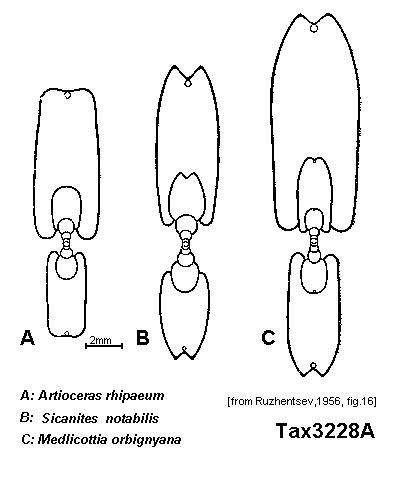 A
2mm
B
C
A: Artioceras rhipaeum
B: Sicanites notabilis
C: Medlicottia orbignyana
[from Ruzhentsev,1956, fig.16]
Tax3228A